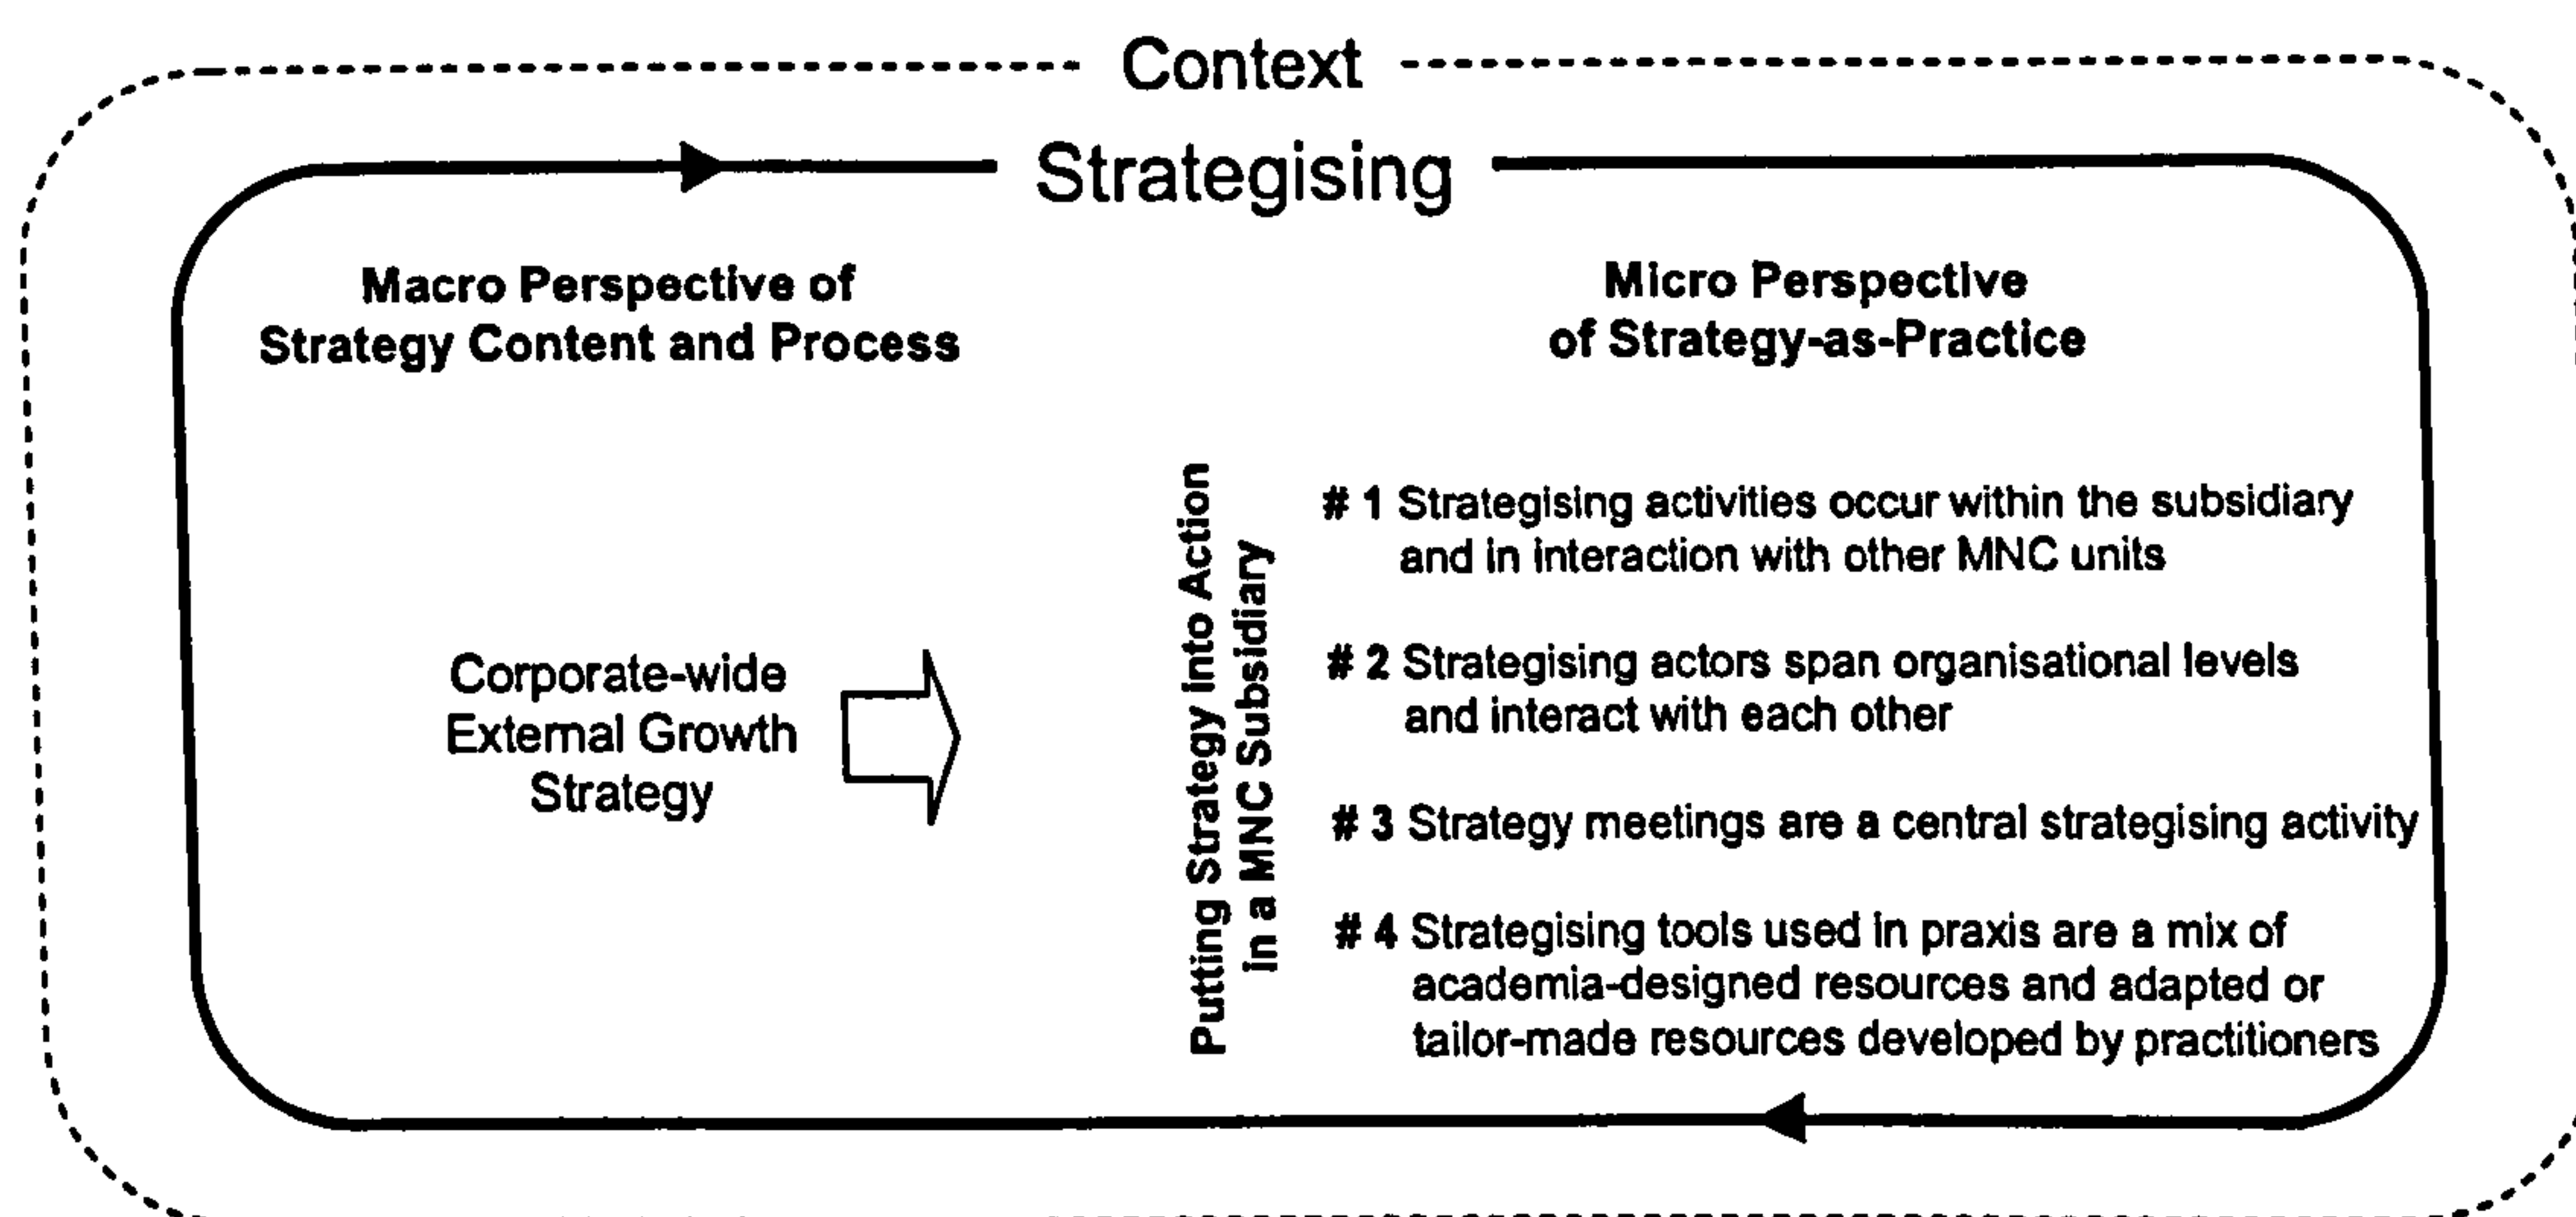 Context
Strategising
Macro Perspective of
Strategy Content and Process
Micro Perspective
of Strategy-as-Practice
Corporate-wide
External Growth
Strategy
Putting Strategy into Action
in a MNC Subsidiary
# 1 Strategising activities occur within the subsidiary
and in interaction with other MNC units
# 2 Strategising actors span organisational levels
and interact with each other
# 3 Strategy meetings are a central strategising activity
# 4 Strategising tools used in praxis are a mix of
academia-designed resources and adapted or
tailor-made resources developed by practitioners